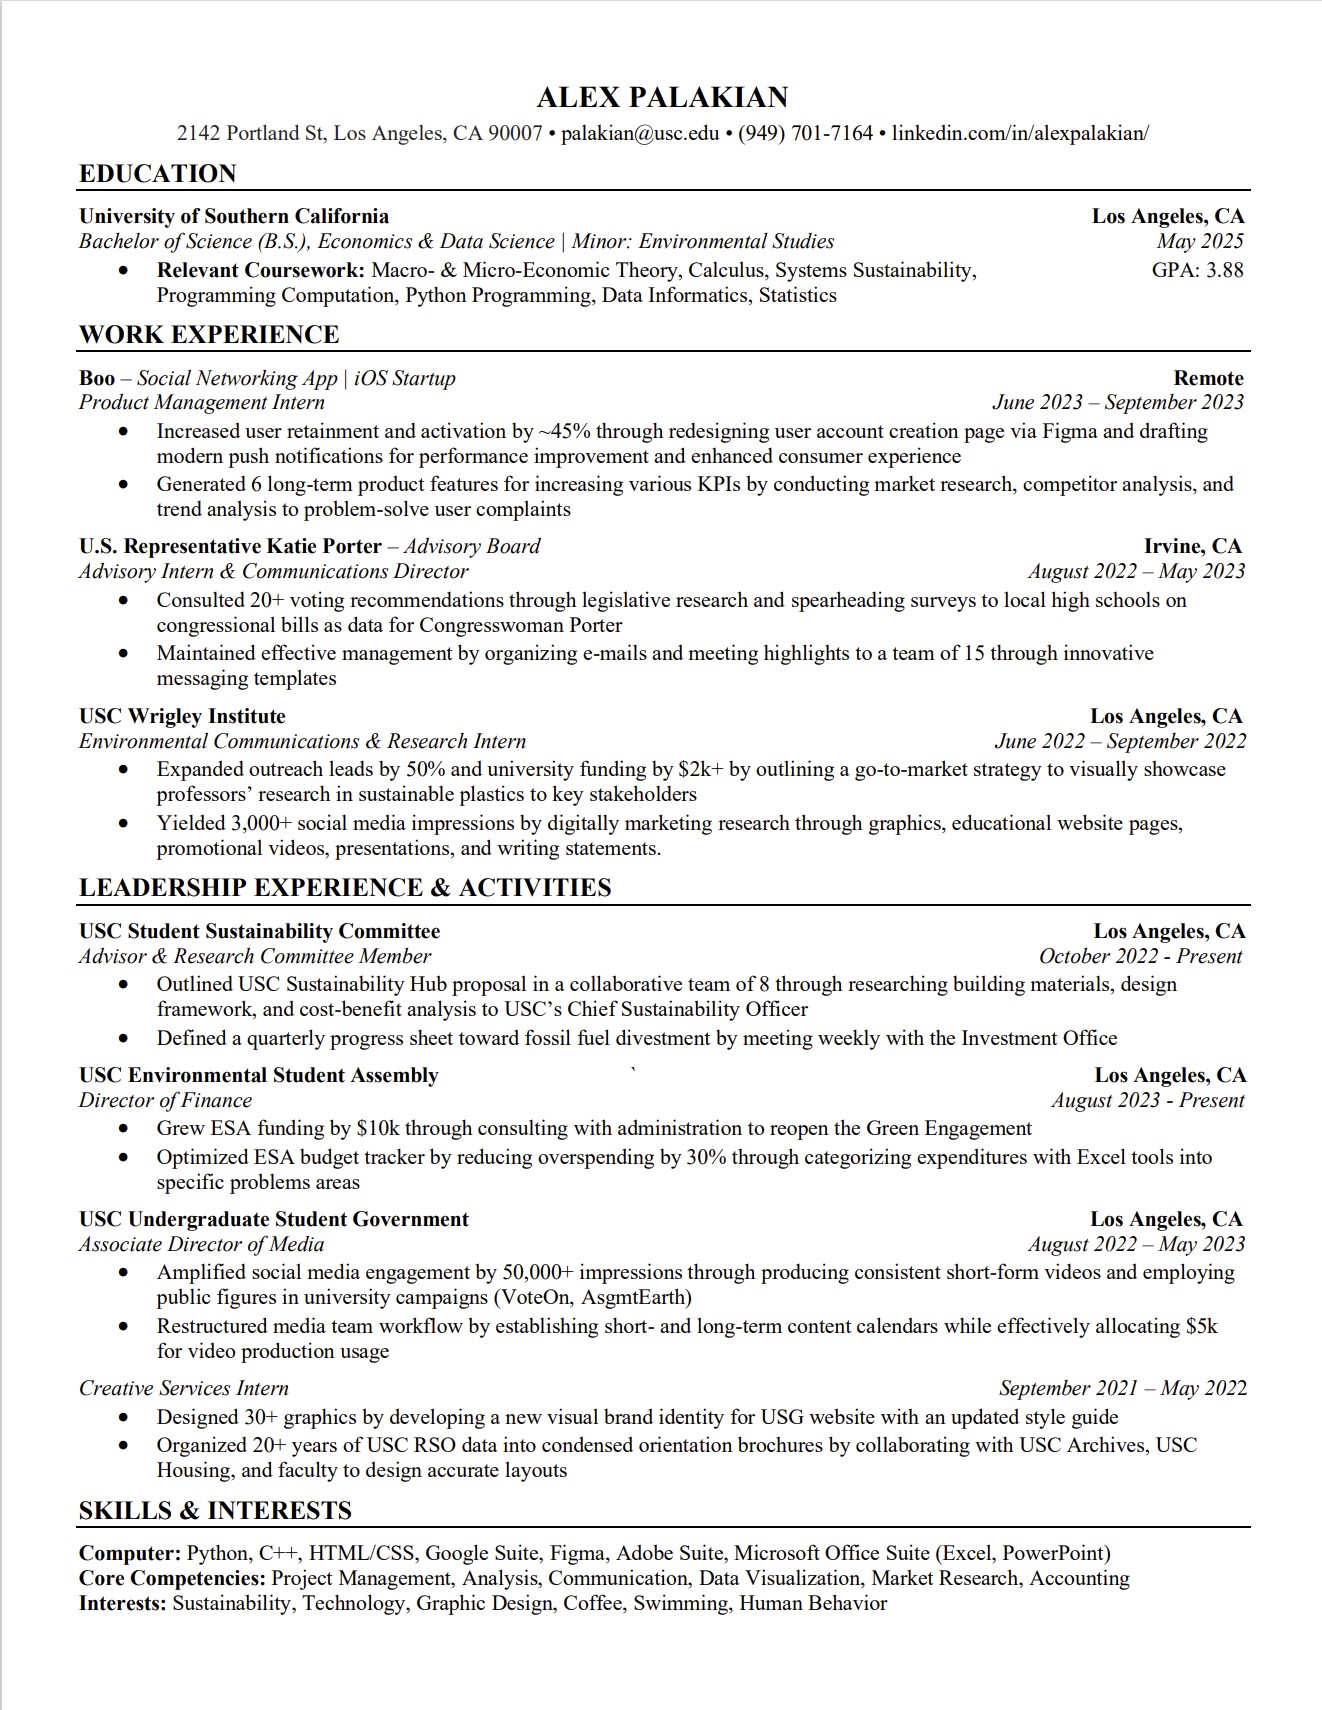 ALEX PALAKIAN
2142 Portland St, Los Angeles, CA 90007 • palakian@usc.edu • (949) 701-7164 • linkedin.com/in/alexpalakian/
EDUCATION
University of Southern California Los Angeles, CA
Bachelor of Science (B.S.), Economics & Data Science | Minor: Environmental Studies May 2025
● Relevant Coursework: Macro- & Micro-Economic Theory, Calculus, Systems Sustainability, GPA: 3.88
Programming Computation, Python Programming, Data Informatics, Statistics
WORK EXPERIENCE
Boo – Social Networking App | iOS Startup Remote
Product Management Intern June 2023 – September 2023
● Increased user retainment and activation by ~45% through redesigning user account creation page via Figma and drafting
modern push notifications for performance improvement and enhanced consumer experience
● Generated 6 long-term product features for increasing various KPIs by conducting market research, competitor analysis, and
trend analysis to problem-solve user complaints
U.S. Representative Katie Porter – Advisory Board Irvine, CA
Advisory Intern & Communications Director August 2022 – May 2023
● Consulted 20+ voting recommendations through legislative research and spearheading surveys to local high schools on
congressional bills as data for Congresswoman Porter
● Maintained effective management by organizing e-mails and meeting highlights to a team of 15 through innovative
messaging templates
USC Wrigley Institute Los Angeles, CA
Environmental Communications & Research Intern June 2022 – September 2022
● Expanded outreach leads by 50% and university funding by $2k+ by outlining a go-to-market strategy to visually showcase
professors’ research in sustainable plastics to key stakeholders
● Yielded 3,000+ social media impressions by digitally marketing research through graphics, educational website pages,
promotional videos, presentations, and writing statements.
LEADERSHIP EXPERIENCE & ACTIVITIES
USC Student Sustainability Committee Los Angeles, CA
Advisor & Research Committee Member October 2022 - Present
● Outlined USC Sustainability Hub proposal in a collaborative team of 8 through researching building materials, design
framework, and cost-benefit analysis to USC’s Chief Sustainability Officer
● Defined a quarterly progress sheet toward fossil fuel divestment by meeting weekly with the Investment Office
USC Environmental Student Assembly ` Los Angeles, CA
Director of Finance August 2023 - Present
● Grew ESA funding by $10k through consulting with administration to reopen the Green Engagement
● Optimized ESA budget tracker by reducing overspending by 30% through categorizing expenditures with Excel tools into
specific problems areas
USC Undergraduate Student Government Los Angeles, CA
Associate Director of Media August 2022 – May 2023
● Amplified social media engagement by 50,000+ impressions through producing consistent short-form videos and employing
public figures in university campaigns (VoteOn, AsgmtEarth)
● Restructured media team workflow by establishing short- and long-term content calendars while effectively allocating $5k
for video production usage
Creative Services Intern September 2021 – May 2022
● Designed 30+ graphics by developing a new visual brand identity for USG website with an updated style guide
● Organized 20+ years of USC RSO data into condensed orientation brochures by collaborating with USC Archives, USC
Housing, and faculty to design accurate layouts
SKILLS & INTERESTS
Computer: Python, C++, HTML/CSS, Google Suite, Figma, Adobe Suite, Microsoft Office Suite (Excel, PowerPoint)
Core Competencies: Project Management, Analysis, Communication, Data Visualization, Market Research, Accounting
Interests: Sustainability, Technology, Graphic Design, Coffee, Swimming, Human Behavior